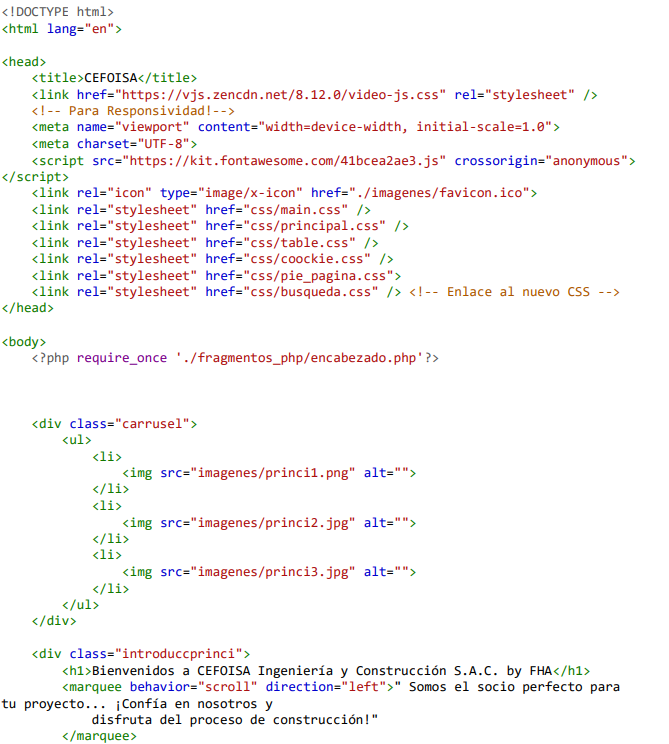 <!DOCTYPE html>
<html lang="en">
<head>
<title>CEFOISA</title>
<link href="https://vjs.zencdn.net/8.12.0/video-js.css" rel="stylesheet" />
<!-- Para Responsividad!-->
<meta name="viewport" content="width=device-width, initial-scale=1.0">
<meta charset="UTF-8">
<script src="https://kit.fontawesome.com/41bcea2ae3.js" crossorigin="anonymous">
</script>
<link rel="icon" type="image/x-icon" href="./imagenes/favicon.ico">
<link rel="stylesheet" href="css/main.css" />
<link rel="stylesheet" href="css/principal.css" />
<link rel="stylesheet" href="css/table.css" />
<link rel="stylesheet" href="css/coockie.css" />
<link rel="stylesheet" href="css/pie_pagina.css">
<link rel="stylesheet" href="css/busqueda.css" /> <!-- Enlace al nuevo CSS -->
</head>
<body>
<?php require_once './fragmentos_php/encabezado.php'?>
<div class="carrusel">
<ul>
<li>
<img src="imagenes/princi1.png" alt="">
</li>
<li>
<img src="imagenes/princi2.jpg" alt="">
</li>
<li>
<img src="imagenes/princi3.jpg" alt="">
</li>
</ul>
</div>
<div class="introduccprinci">
<h1>Bienvenidos a CEFOISA Ingeniería y Construcción S.A.C. by FHA</h1>
<marquee behavior="scroll" direction="left">" Somos el socio perfecto para
tu proyecto... ¡Confía en nosotros y
disfruta del proceso de construcción!"
</marquee>